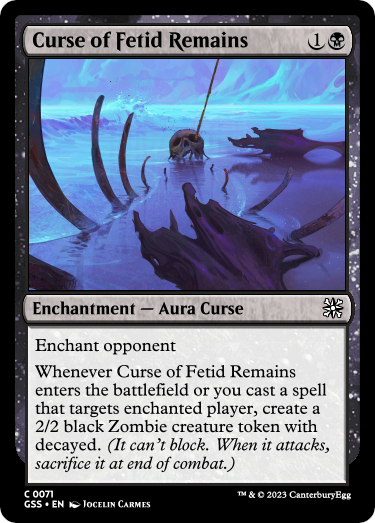 Curse of Fetid Remains 1
Enchantment — Aura Curse
Enchant opponent
Whenever Curse of Fetid Remains
enters the battlefield or you cast a spell
that targets enchanted player, create a
2/2 black Zombie creature token with
decayed. (It can't block. When it attacks,
sacrifice it at end of combat.)
C 0071
GSS • EN Jocelin Carmes
™ & © 2023 CanterburyEgg